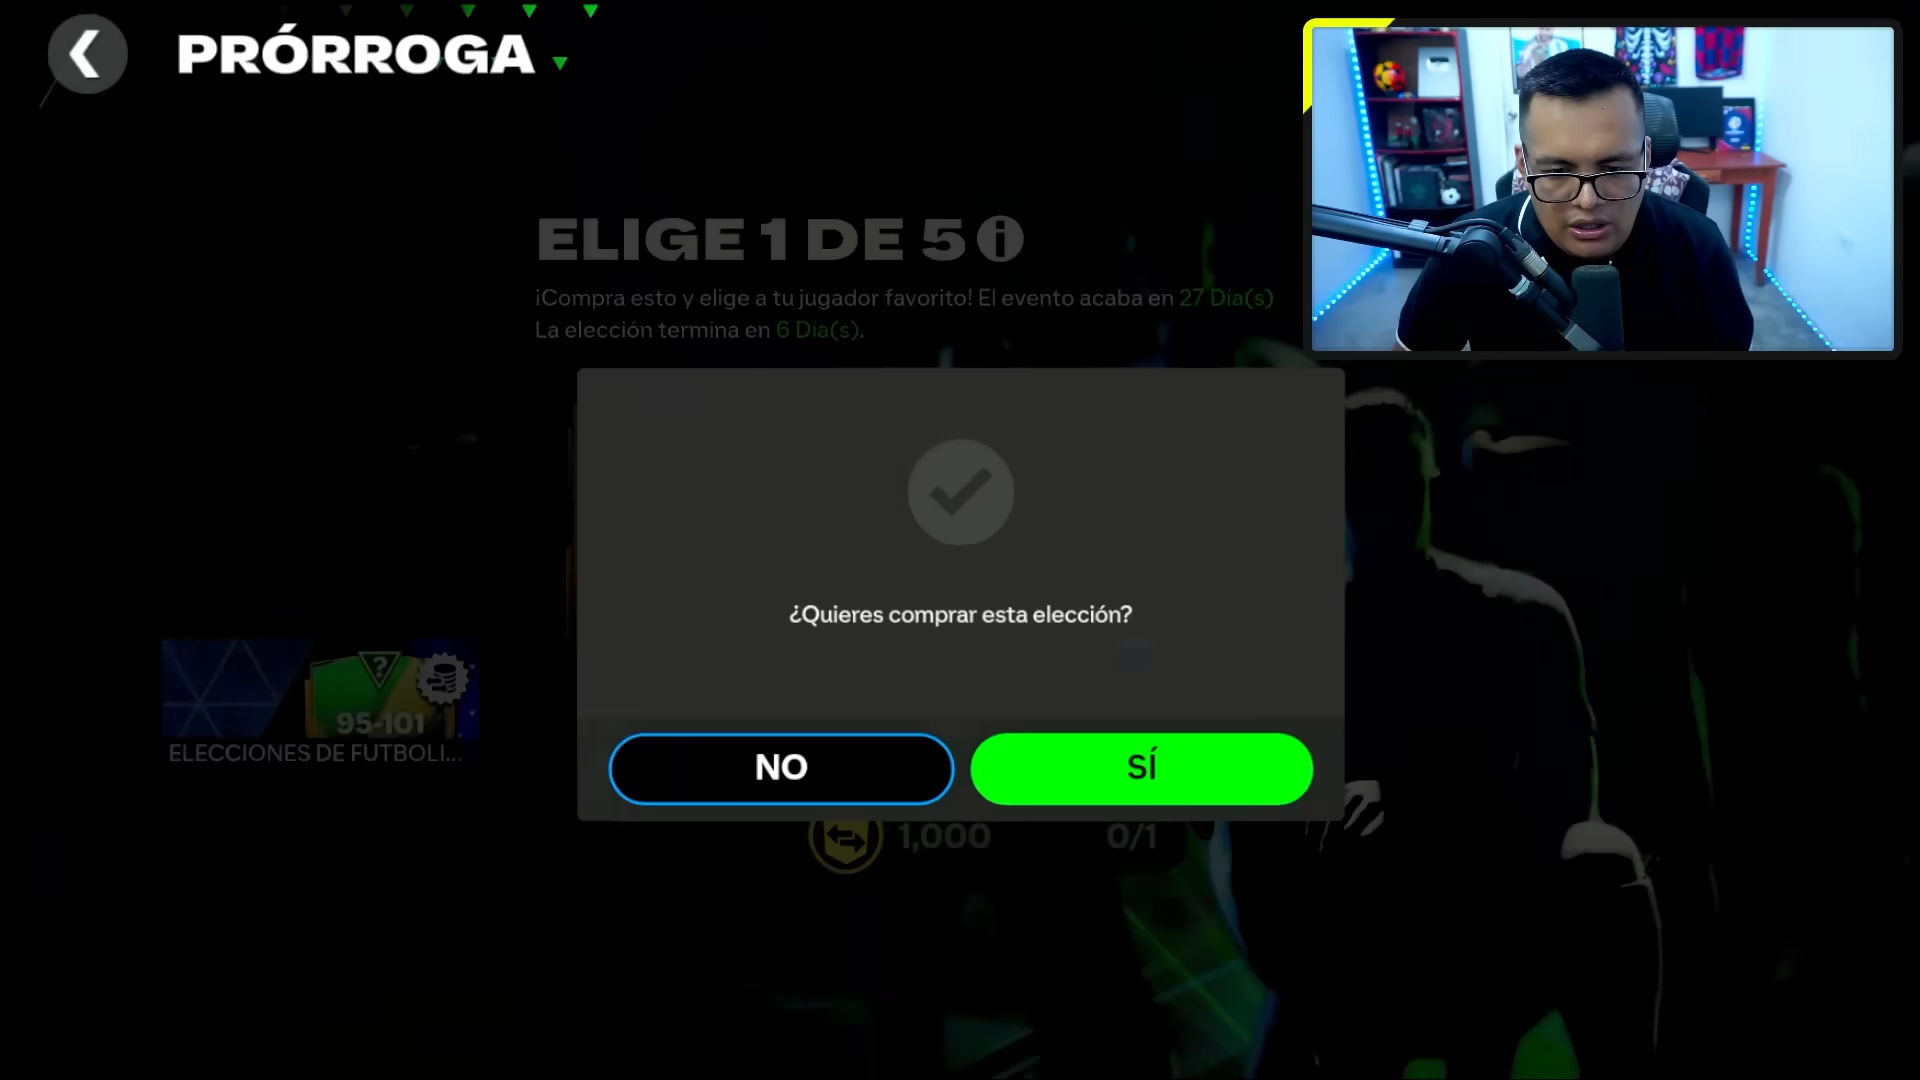 PRÓRROGA
ELIGE 1 DE 5
¡Compra esto y elige a tu jugador favorito! El evento acaba en 27 Día(s)
La elección termina en 6 Día(s).
¿Quieres comprar esta elección?
?
95-101
ELECCIONES DE FUTBOLI...
NO
SÍ
1,000
0/1